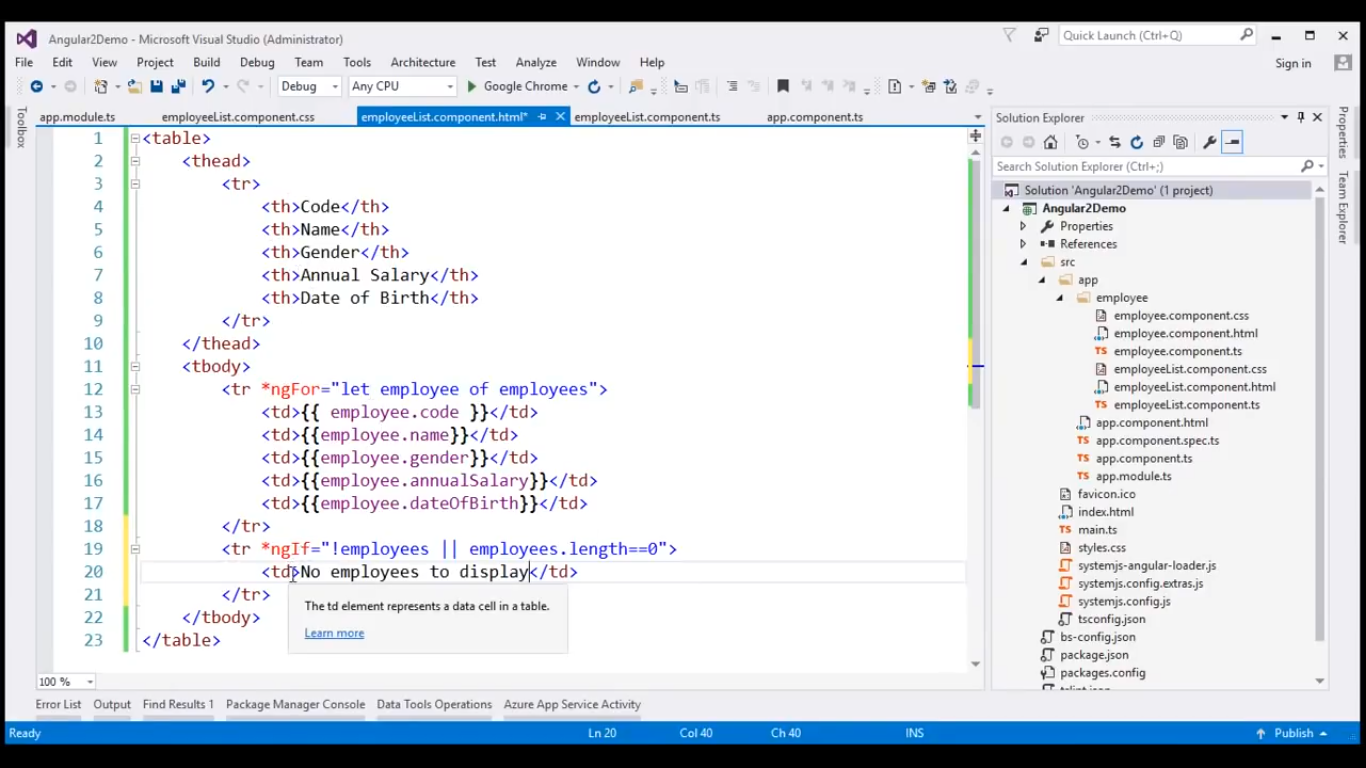 Angular2Demo - Microsoft Visual Studio (Administrator)
Quick Launch (Ctrl+Q)
File Edit View Project Build Debug Team Tools Architecture Test Analyze Window Help
Sign in
Debug Any CPU Google Chrome
Toolbox
app.module.ts employeeList.component.css employeeList.component.html* employeeList.component.ts app.component.ts
1 <table>
2 <thead>
3 <tr>
4 <th>Code</th>
5 <th>Name</th>
6 <th>Gender</th>
7 <th>Annual Salary</th>
8 <th>Date of Birth</th>
9 </tr>
10 </thead>
11 <tbody>
12 <tr *ngFor="let employee of employees">
13 <td>{{ employee.code }}</td>
14 <td>{{employee.name}}</td>
15 <td>{{employee.gender}}</td>
16 <td>{{employee.annualSalary}}</td>
17 <td>{{employee.dateOfBirth}}</td>
18 </tr>
19 <tr *ngIf="!employees || employees.length==0">
20 <td>No employees to display</td>
21 </tr>
22 </tbody>
23 </table>
The td element represents a data cell in a table.
Learn more
100 %
Solution Explorer
Search Solution Explorer (Ctrl+;)
Solution 'Angular2Demo' (1 project)
Angular2Demo
Properties
References
src
app
employee
employee.component.css
employee.component.html
TS employee.component.ts
employeeList.component.css
employeeList.component.html
TS employeeList.component.ts
app.component.html
TS app.component.spec.ts
TS app.component.ts
TS app.module.ts
favicon.ico
index.html
TS main.ts
styles.css
systemjs-angular-loader.js
systemjs.config.extras.js
systemjs.config.js
tsconfig.json
bs-config.json
package.json
packages.config
Properties
Team Explorer
Error List Output Find Results 1 Package Manager Console Data Tools Operations Azure App Service Activity
Ready Ln 20 Col 40 Ch 40 INS Publish